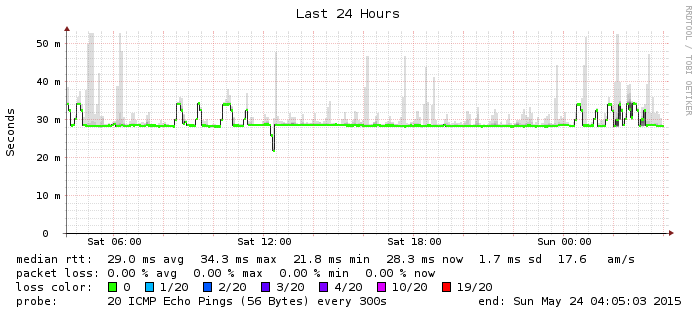 Last 24 Hours
RRDTOOL / TOBI OETIKER
Seconds
50 m
40 m
30 m
20 m
10 m
0
Sat 06:00 Sat 12:00 Sat 18:00 Sun 00:00
median rtt: 29.0 ms avg 34.3 ms max 21.8 ms min 28.3 ms now 1.7 ms sd 17.6 am/s
packet loss: 0.00 % avg 0.00 % max 0.00 % min 0.00 % now
loss color: 0 1/20 2/20 3/20 4/20 10/20 19/20
probe: 20 ICMP Echo Pings (56 Bytes) every 300s end: Sun May 24 04:05:03 2015